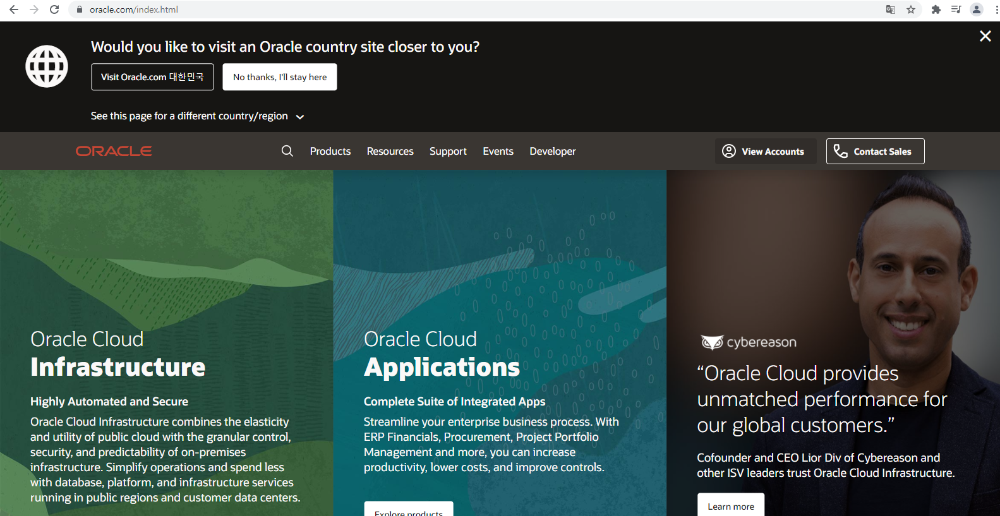 oracle.com/index.html
Would you like to visit an Oracle country site closer to you?
Visit Oracle.com 대한민국
No thanks, I'll stay here
See this page for a different country/region
ORACLE
Products
Resources
Support
Events
Developer
View Accounts
Contact Sales
Oracle Cloud
Infrastructure
Highly Automated and Secure
Oracle Cloud Infrastructure combines the elasticity
and utility of public cloud with the granular control,
security, and predictability of on-premises
infrastructure. Simplify operations and spend less
with database, platform, and infrastructure services
running in public regions and customer data centers.
Oracle Cloud
Applications
Complete Suite of Integrated Apps
Streamline your enterprise business process. With
ERP Financials, Procurement, Project Portfolio
Management and more, you can increase
productivity, lower costs, and improve controls.
Explore products
cybereason
“Oracle Cloud provides
unmatched performance for
our global customers.”
Cofounder and CEO Lior Div of Cybereason and
other ISV leaders trust Oracle Cloud Infrastructure.
Learn more